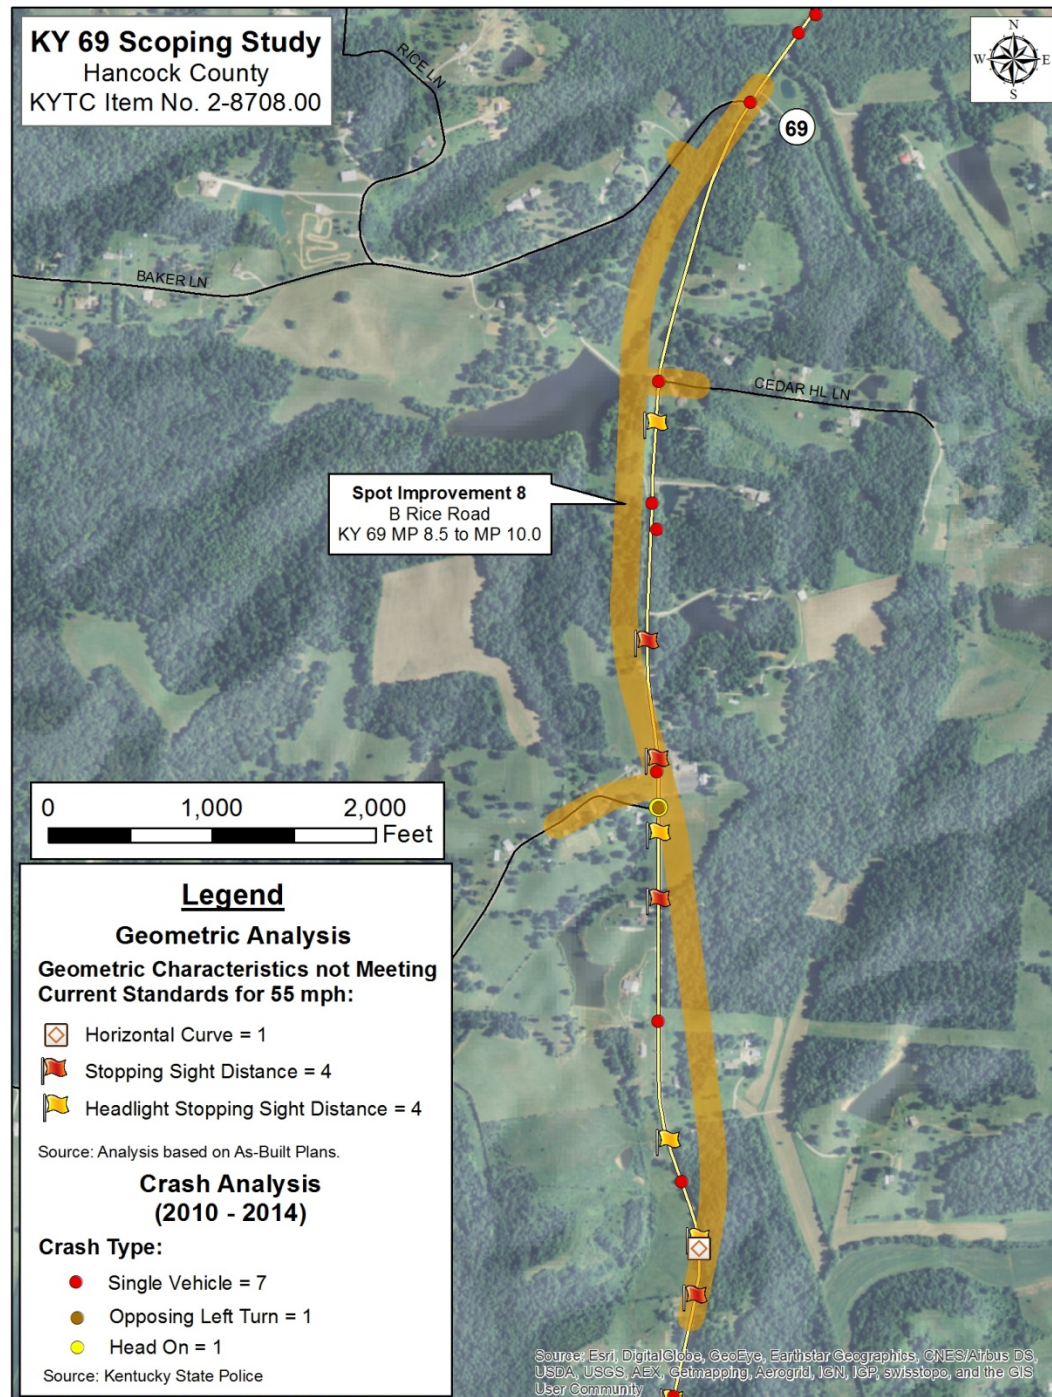 KY 69 Scoping Study
Hancock County
KYTC Item No. 2-8708.00
N
W
E
S
RICE LN
69
BAKER LN
CEDAR HL LN
Spot Improvement 8
B Rice Road
KY 69 MP 8.5 to MP 10.0
0 1,000 2,000
Feet
Legend
Geometric Analysis
Geometric Characteristics not Meeting
Current Standards for 55 mph:
Horizontal Curve = 1
Stopping Sight Distance = 4
Headlight Stopping Sight Distance = 4
Source: Analysis based on As-Built Plans.
Crash Analysis
(2010 - 2014)
Crash Type:
Single Vehicle = 7
Opposing Left Turn = 1
Head On = 1
Source: Kentucky State Police
Source: Esri, DigitalGlobe, GeoEye, Earthstar Geographics, CNES/Airbus DS,
USDA, USGS, AEX, Getmapping, Aerogrid, IGN, IGP, swisstopo, and the GIS
User Community